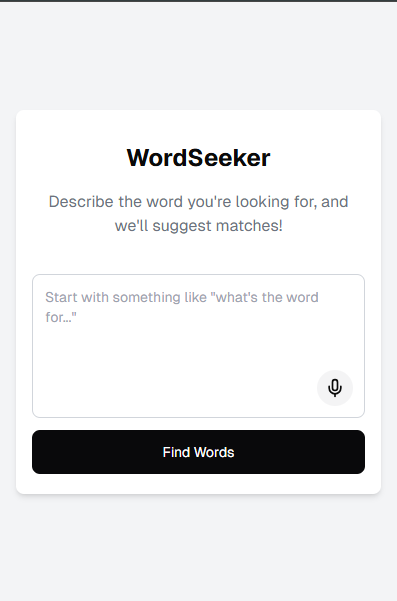 WordSeeker
Describe the word you're looking for, and
we'll suggest matches!
Start with something like "what's the word
for..."
Find Words